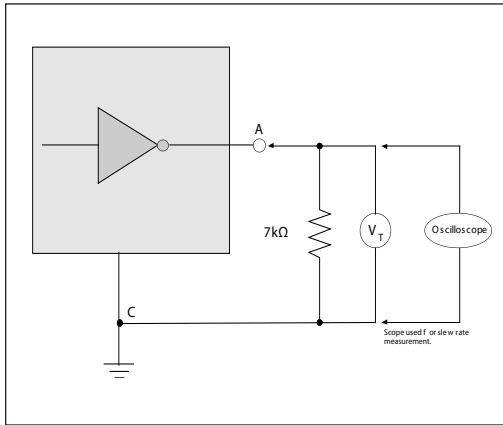 A
7kΩ
V T
Oscilloscope
C
Scope used f or slew rate
measurement.